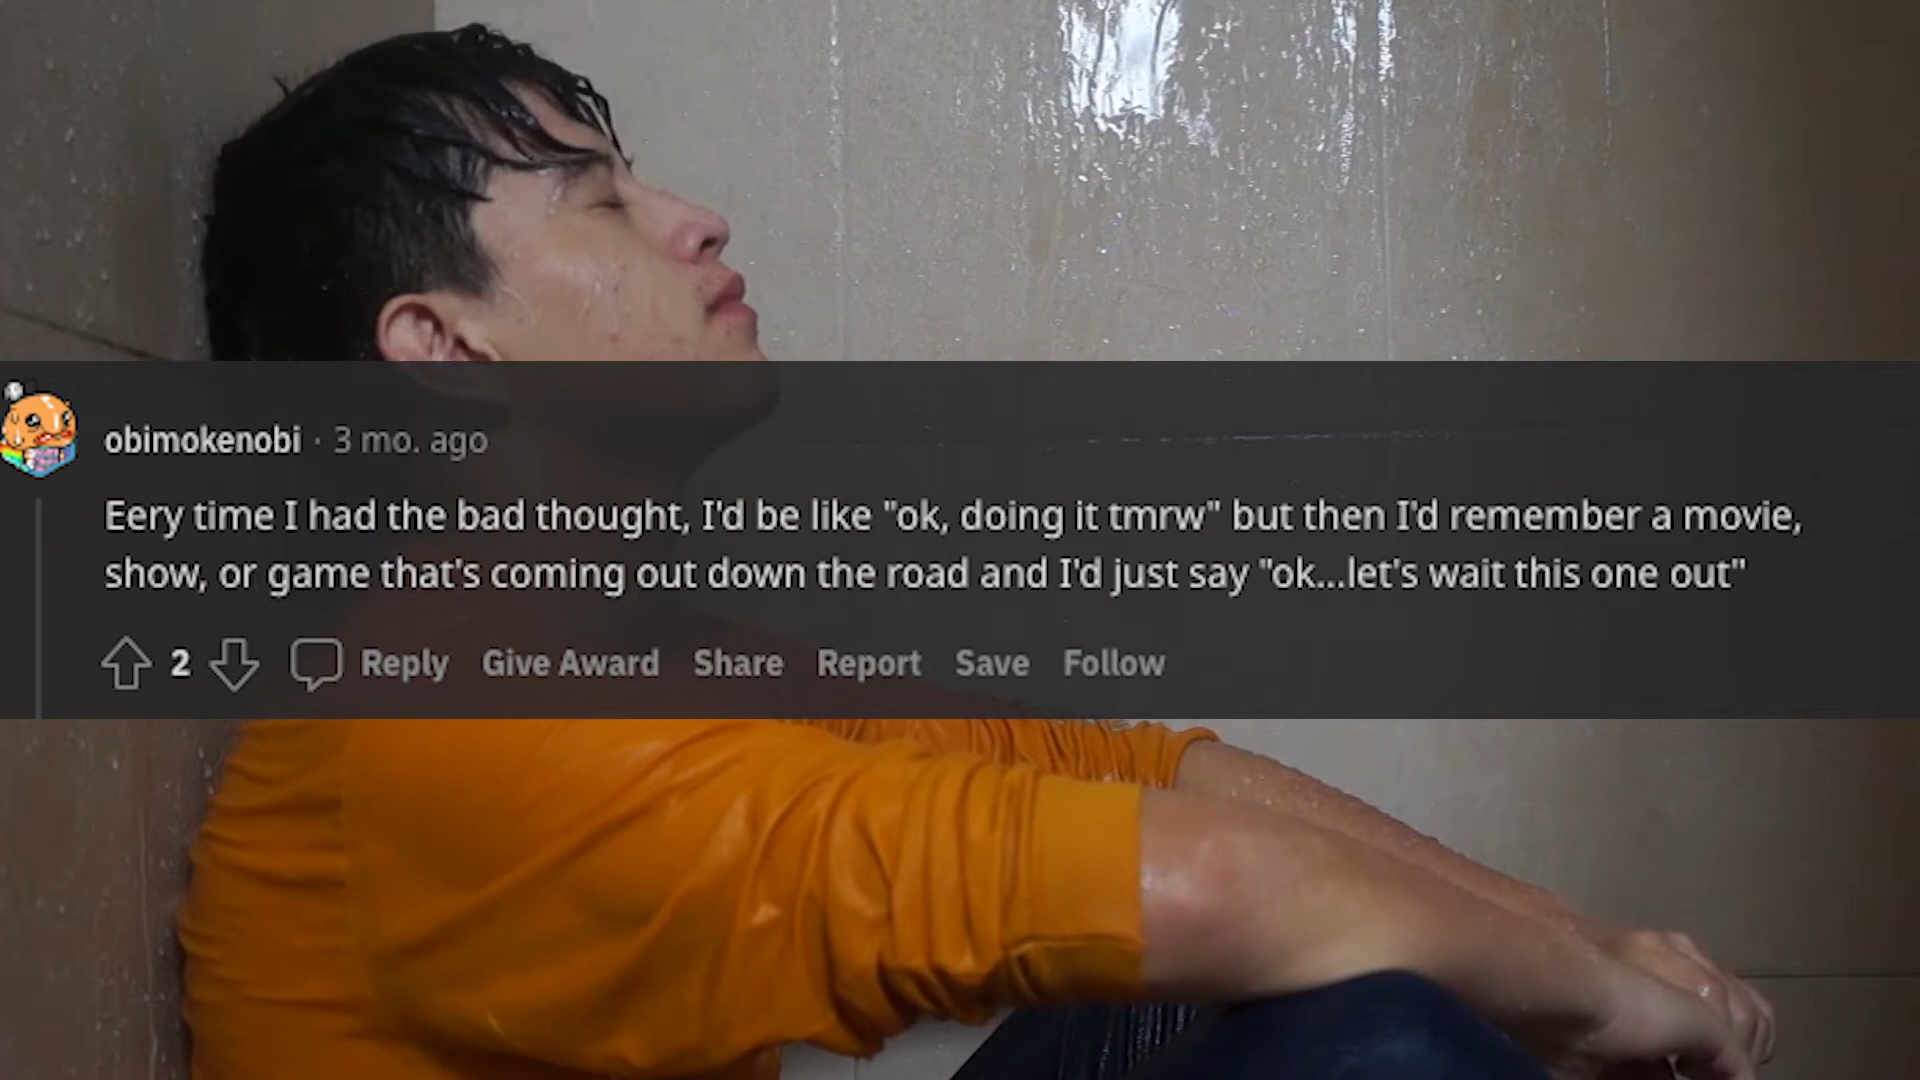 obimokenobi · 3 mo. ago
Eery time I had the bad thought, I'd be like "ok, doing it tmrw" but then I'd remember a movie,
show, or game that's coming out down the road and I'd just say "ok...let's wait this one out"
2 Reply Give Award Share Report Save Follow